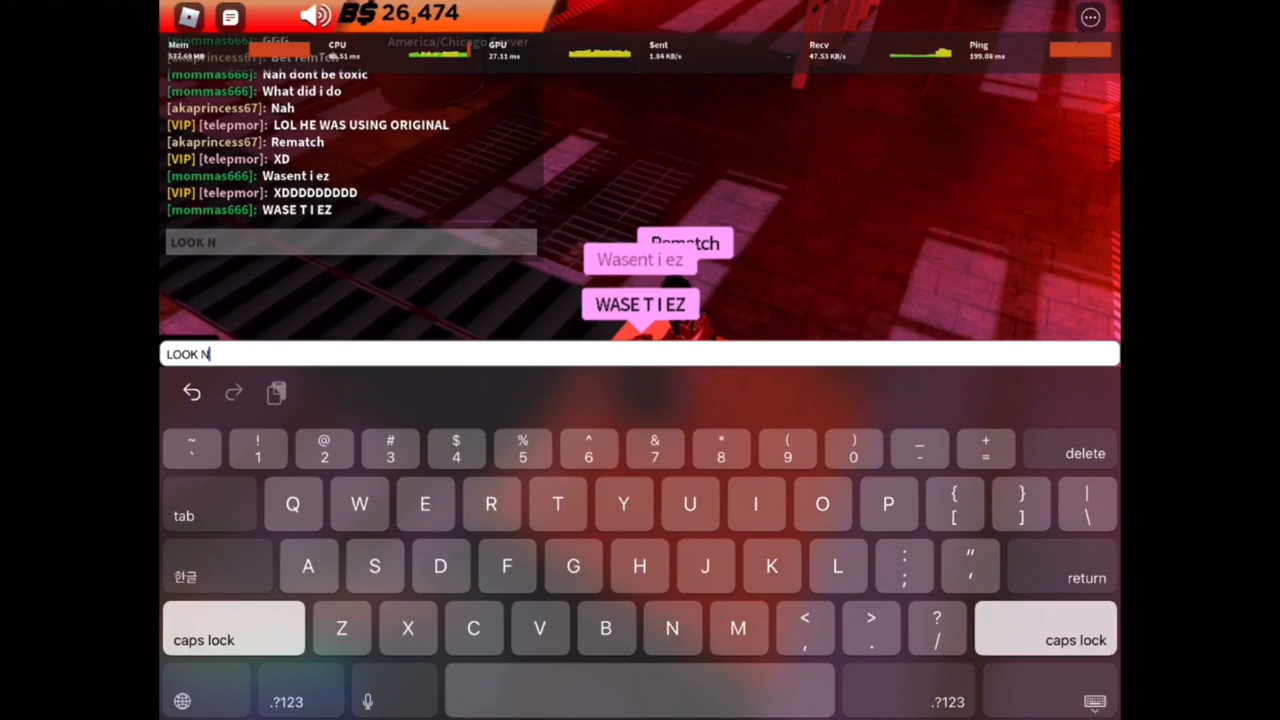 B$ 26,474
America/Chicago Server
Mem
CPU
GPU
27.11 ms
Sent
1.84 KB/s
Recv
47.53 KB/s
Ping
199.08 ms
[mommas666]: GGG
[akaprincess67]:
[mommas666]: Nah dont be toxic
[mommas666]: What did i do
[akaprincess67]: Nah
[VIP] [telepmor]: LOL HE WAS USING ORIGINAL
[akaprincess67]: Rematch
[VIP] [telepmor]: XD
[mommas666]: Wasent i ez
[VIP] [telepmor]: XDDDDDDDDD
[mommas666]: WASE T I EZ
LOOK N
Rematch
Wasent i ez
WASE T I EZ
LOOK N
~ ! @ # $ % ^ & * ( ) _ +
` 1 2 3 4 5 6 7 8 9 0 - = delete
tab Q W E R T Y U I O P { [ } ] | \
한글 A S D F G H J K L : ; " ' return
caps lock Z X C V B N M < , > . ? / caps lock
.?123 .?123